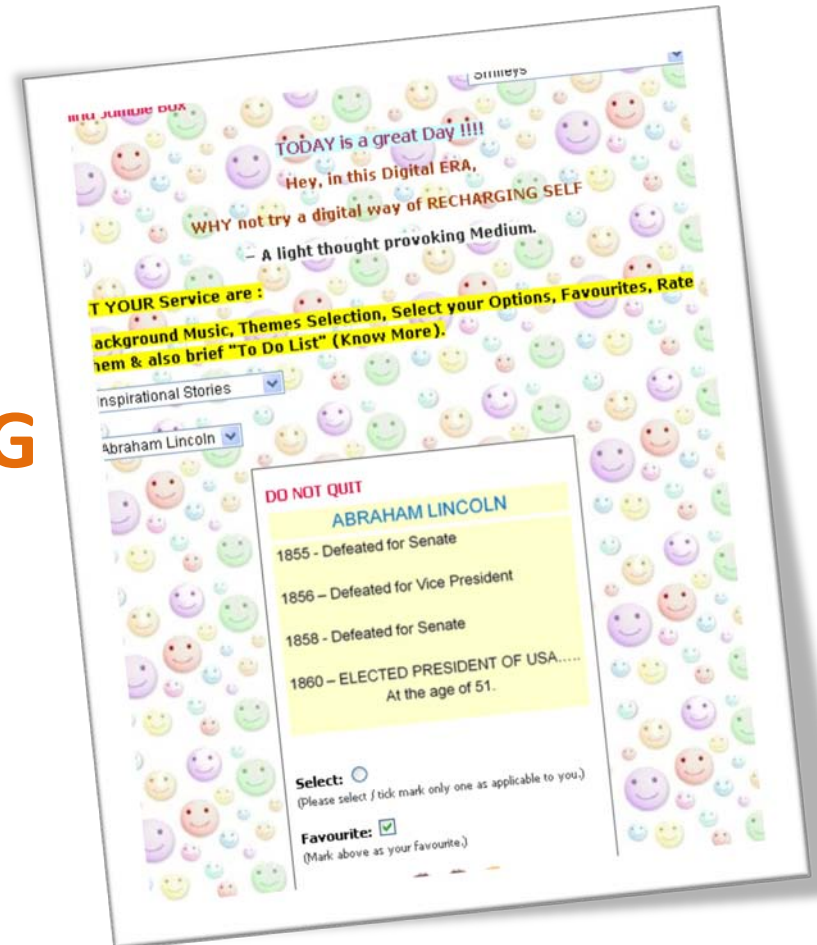 Smileys
Jumble Box
TODAY is a great Day !!!!
Hey, in this Digital ERA,
WHY not try a digital way of RECHARGING SELF
– A light thought provoking Medium.
T YOUR Service are :
ackground Music, Themes Selection, Select your Options, Favourites, Rate
hem & also brief "To Do List" (Know More).
nspirational Stories
Abraham Lincoln
G
DO NOT QUIT
ABRAHAM LINCOLN
1855 - Defeated for Senate
1856 – Defeated for Vice President
1858 - Defeated for Senate
1860 – ELECTED PRESIDENT OF USA.....
At the age of 51.
Select:
(Please select / tick mark only one as applicable to you.)
Favourite:
(Mark above as your favourite.)